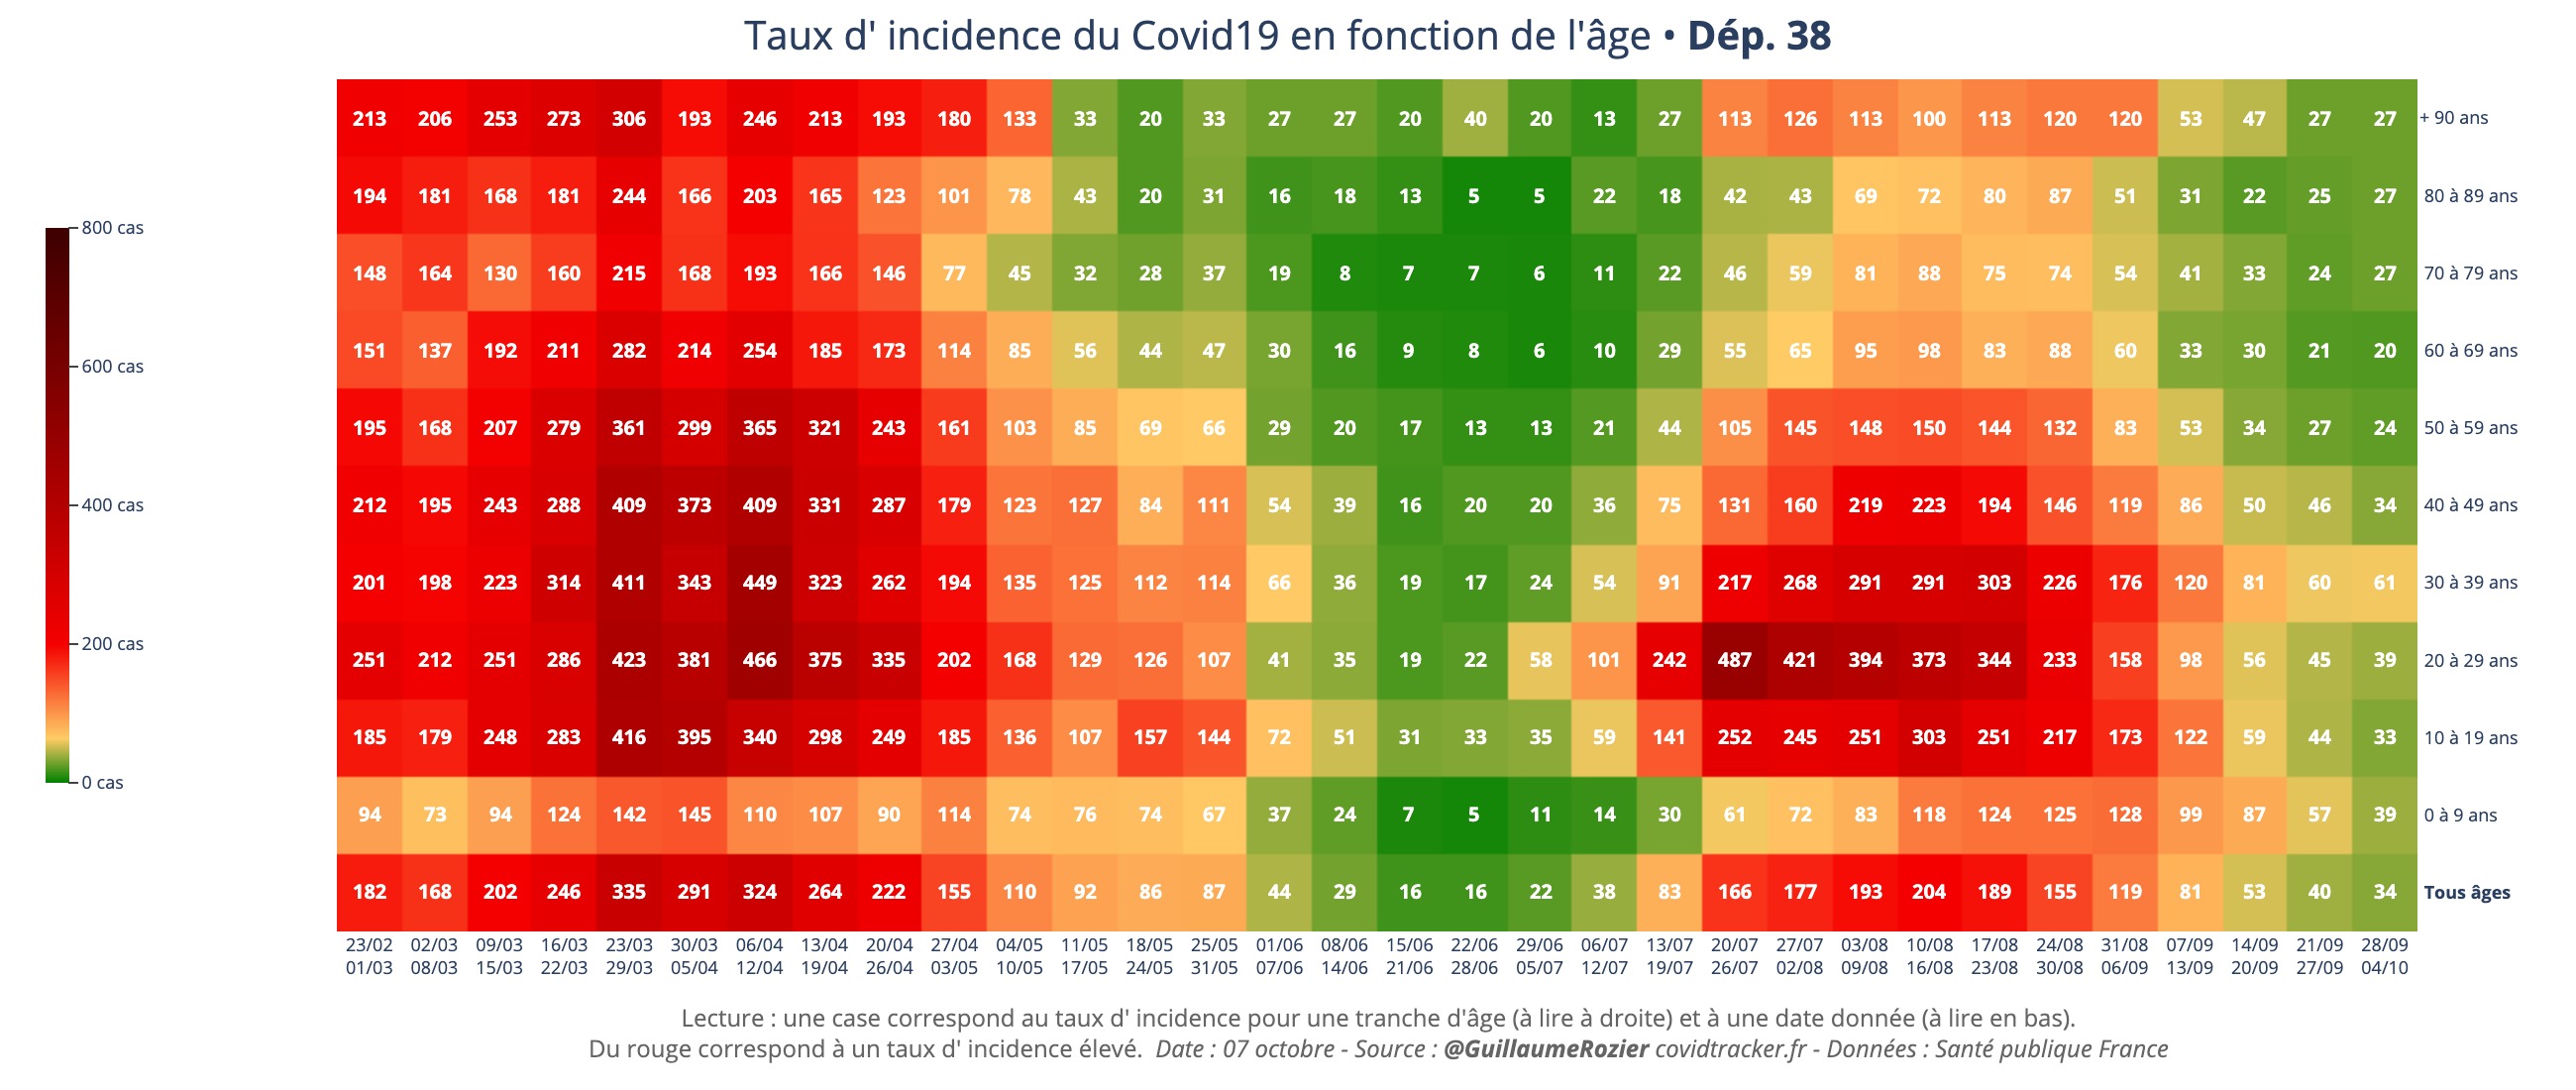 Taux d' incidence du Covid19 en fonction de l'âge • Dép. 38
800 cas
600 cas
400 cas
200 cas
0 cas
213 206 253 273 306 193 246 213 193 180 133 33 20 33 27 27 20 40 20 13 27 113 126 113 100 113 120 120 53 47 27 27 + 90 ans
194 181 168 181 244 166 203 165 123 101 78 43 20 31 16 18 13 5 5 22 18 42 43 69 72 80 87 51 31 22 25 27 80 à 89 ans
148 164 130 160 215 168 193 166 146 77 45 32 28 37 19 8 7 7 6 11 22 46 59 81 88 75 74 54 41 33 24 27 70 à 79 ans
151 137 192 211 282 214 254 185 173 114 85 56 44 47 30 16 9 8 6 10 29 55 65 95 98 83 88 60 33 30 21 20 60 à 69 ans
195 168 207 279 361 299 365 321 243 161 103 85 69 66 29 20 17 13 13 21 44 105 145 148 150 144 132 83 53 34 27 24 50 à 59 ans
212 195 243 288 409 373 409 331 287 179 123 127 84 111 54 39 16 20 20 36 75 131 160 219 223 194 146 119 86 50 46 34 40 à 49 ans
201 198 223 314 411 343 449 323 262 194 135 125 112 114 66 36 19 17 24 54 91 217 268 291 291 303 226 176 120 81 60 61 30 à 39 ans
251 212 251 286 423 381 466 375 335 202 168 129 126 107 41 35 19 22 58 101 242 487 421 394 373 344 233 158 98 56 45 39 20 à 29 ans
185 179 248 283 416 395 340 298 249 185 136 107 157 144 72 51 31 33 35 59 141 252 245 251 303 251 217 173 122 59 44 33 10 à 19 ans
94 73 94 124 142 145 110 107 90 114 74 76 74 67 37 24 7 5 11 14 30 61 72 83 118 124 125 128 99 87 57 39 0 à 9 ans
182 168 202 246 335 291 324 264 222 155 110 92 86 87 44 29 16 16 22 38 83 166 177 193 204 189 155 119 81 53 40 34 Tous âges
23/02 02/03 09/03 16/03 23/03 30/03 06/04 13/04 20/04 27/04 04/05 11/05 18/05 25/05 01/06 08/06 15/06 22/06 29/06 06/07 13/07 20/07 27/07 03/08 10/08 17/08 24/08 31/08 07/09 14/09 21/09 28/09
01/03 08/03 15/03 22/03 29/03 05/04 12/04 19/04 26/04 03/05 10/05 17/05 24/05 31/05 07/06 14/06 21/06 28/06 05/07 12/07 19/07 26/07 02/08 09/08 16/08 23/08 30/08 06/09 13/09 20/09 27/09 04/10
Lecture : une case correspond au taux d' incidence pour une tranche d'âge (à lire à droite) et à une date donnée (à lire en bas).
Du rouge correspond à un taux d' incidence élevé. Date : 07 octobre - Source : @GuillaumeRozier covidtracker.fr - Données : Santé publique France